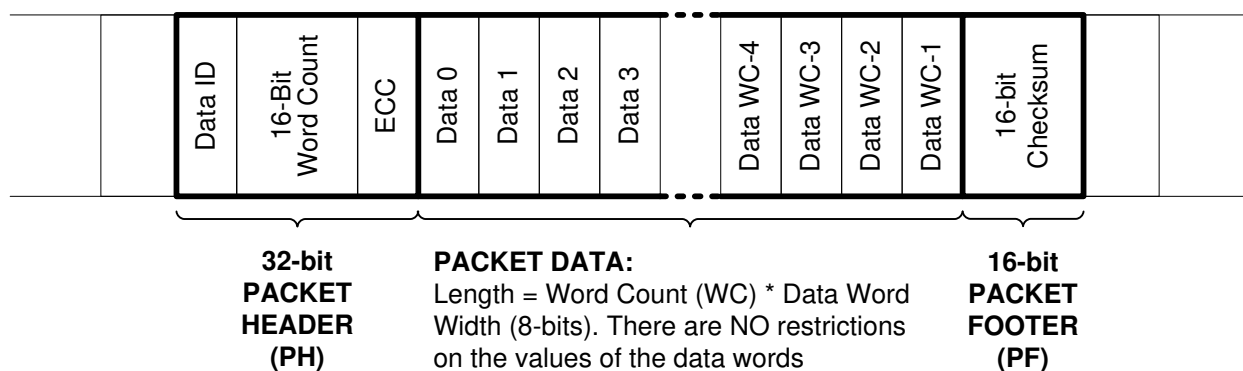 Data ID
16-Bit
Word Count
ECC
Data 0
Data 1
Data 2
Data 3
Data WC-4
Data WC-3
Data WC-2
Data WC-1
16-bit
Checksum
32-bit
PACKET
HEADER
(PH)
PACKET DATA:
Length = Word Count (WC) * Data Word
Width (8-bits). There are NO restrictions
on the values of the data words
16-bit
PACKET
FOOTER
(PF)